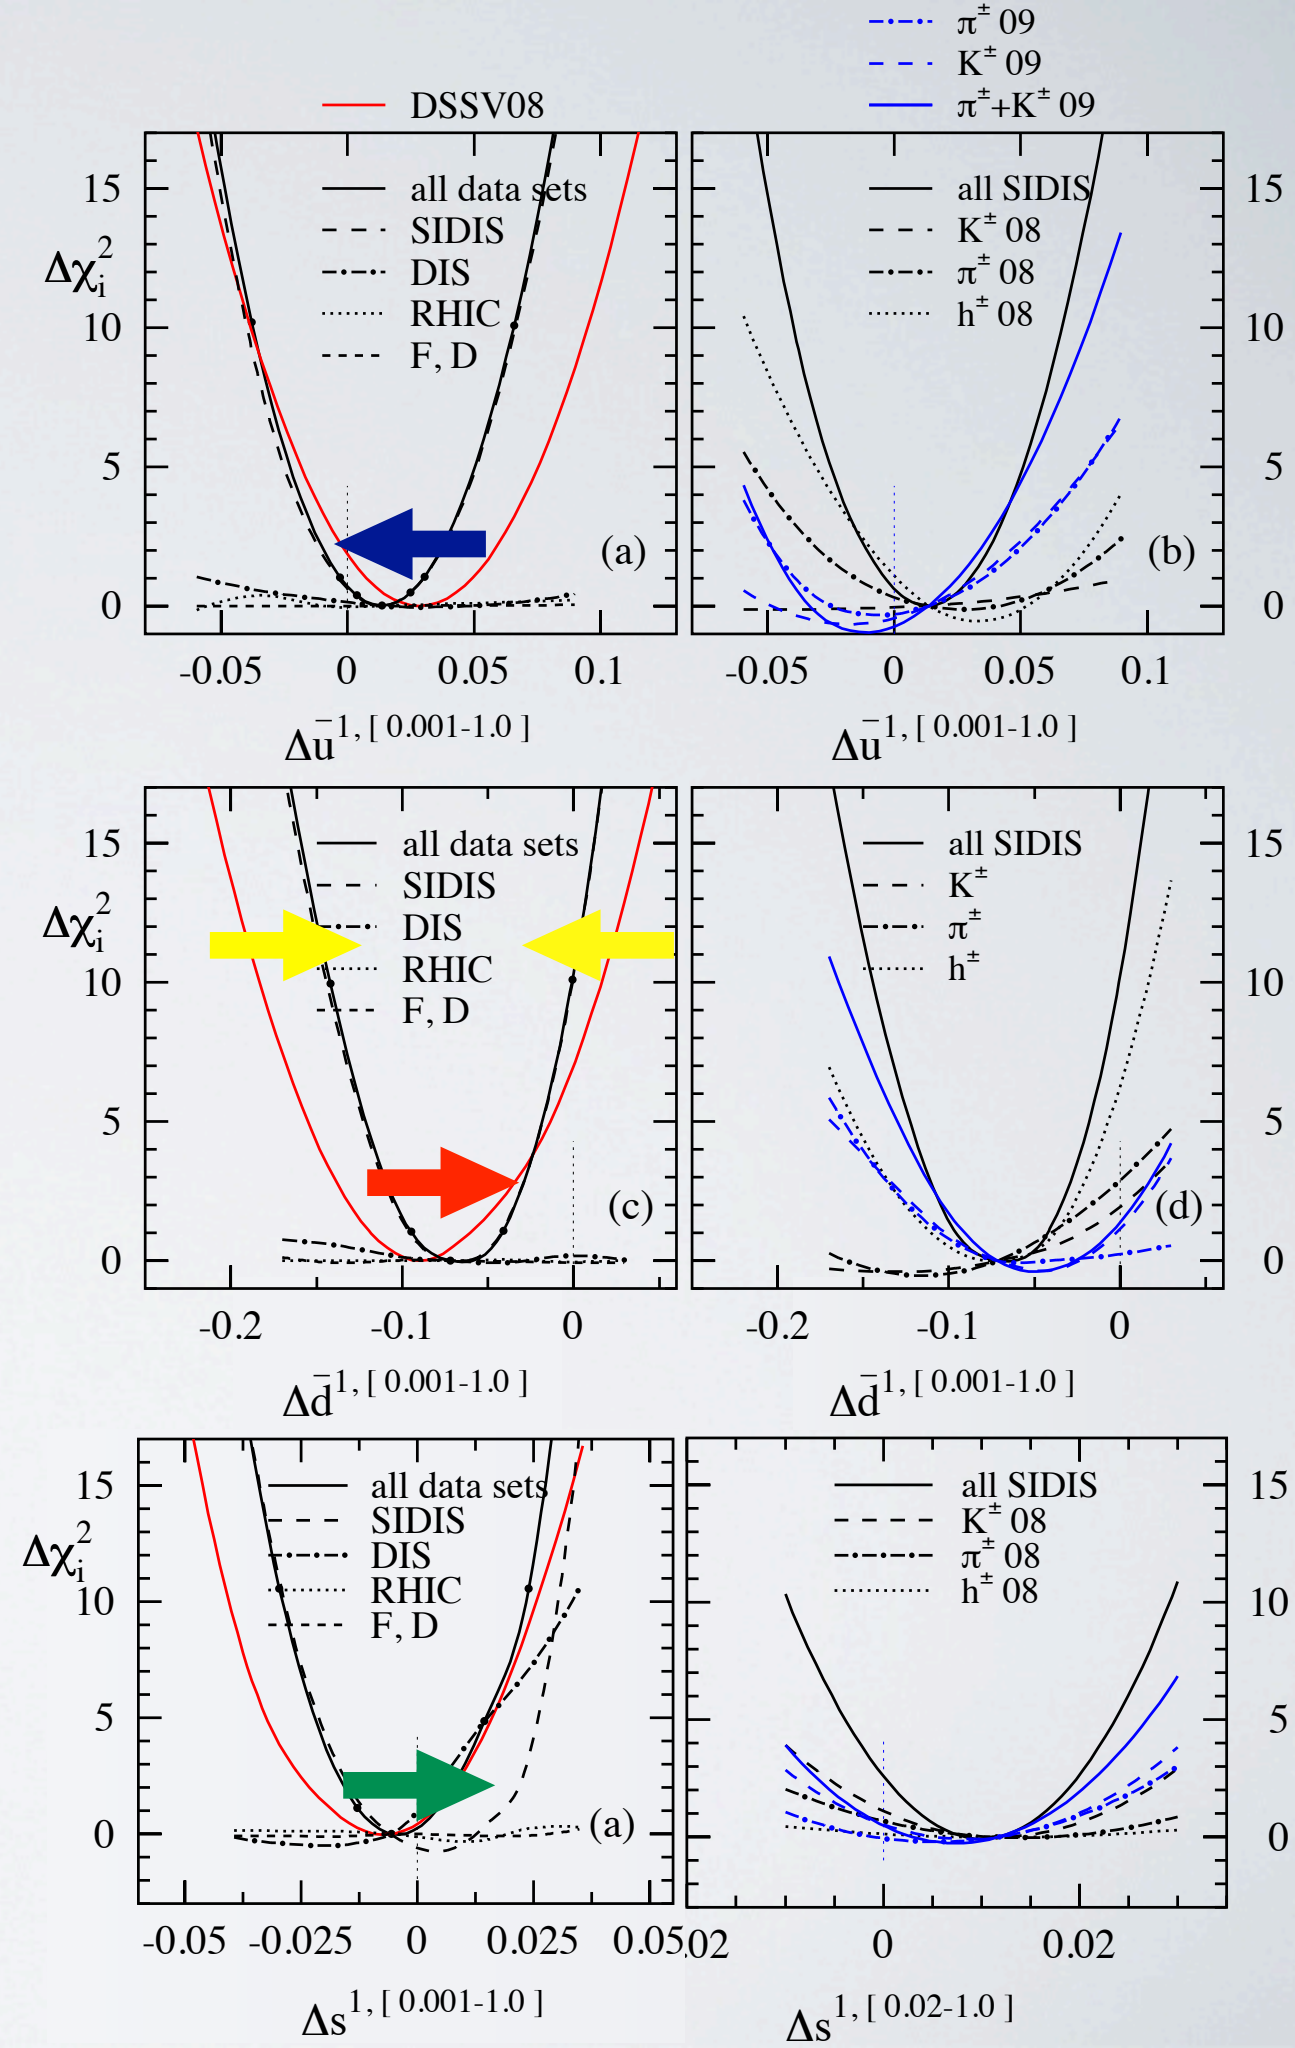 π± 09
K± 09
DSSV08
π±+K± 09
15
all data sets
all SIDIS
15
SIDIS
K± 08
Δχi2
DIS
π± 08
RHIC
h± 08
10
10
F, D
5
5
(a)
(b)
0
0
-0.05 0 0.05 0.1
-0.05 0 0.05 0.1
Δū1, [ 0.001-1.0 ]
Δū1, [ 0.001-1.0 ]
15
all data sets
all SIDIS
15
SIDIS
K±
Δχi2
DIS
π±
RHIC
h±
10
10
F, D
5
5
(c)
(d)
0
0
-0.2 -0.1 0
-0.2 -0.1 0
Δd̄1, [ 0.001-1.0 ]
Δd̄1, [ 0.001-1.0 ]
15
all data sets
all SIDIS
15
SIDIS
K± 08
Δχi2
DIS
π± 08
RHIC
h± 08
10
10
F, D
5
5
(a)
0
0
-0.05 -0.025 0 0.025 0.05
.02 0 0.02
Δs1, [ 0.001-1.0 ]
Δs1, [ 0.02-1.0 ]